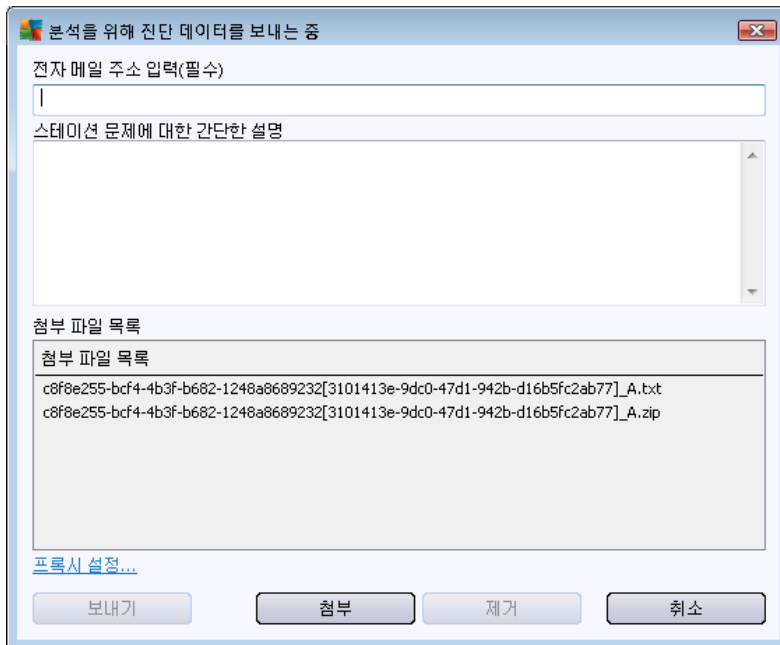 분석을 위해 진단 데이터를 보내는 중
전자 메일 주소 입력(필수)
스테이션 문제에 대한 간단한 설명
첨부 파일 목록
첨부 파일 목록
c8f8e255-bcf4-4b3f-b682-1248a8689232[3101413e-9dc0-47d1-942b-d16b5fc2ab77]_A.txt
c8f8e255-bcf4-4b3f-b682-1248a8689232[3101413e-9dc0-47d1-942b-d16b5fc2ab77]_A.zip
프록시 설정...
보내기 첨부 제거 취소